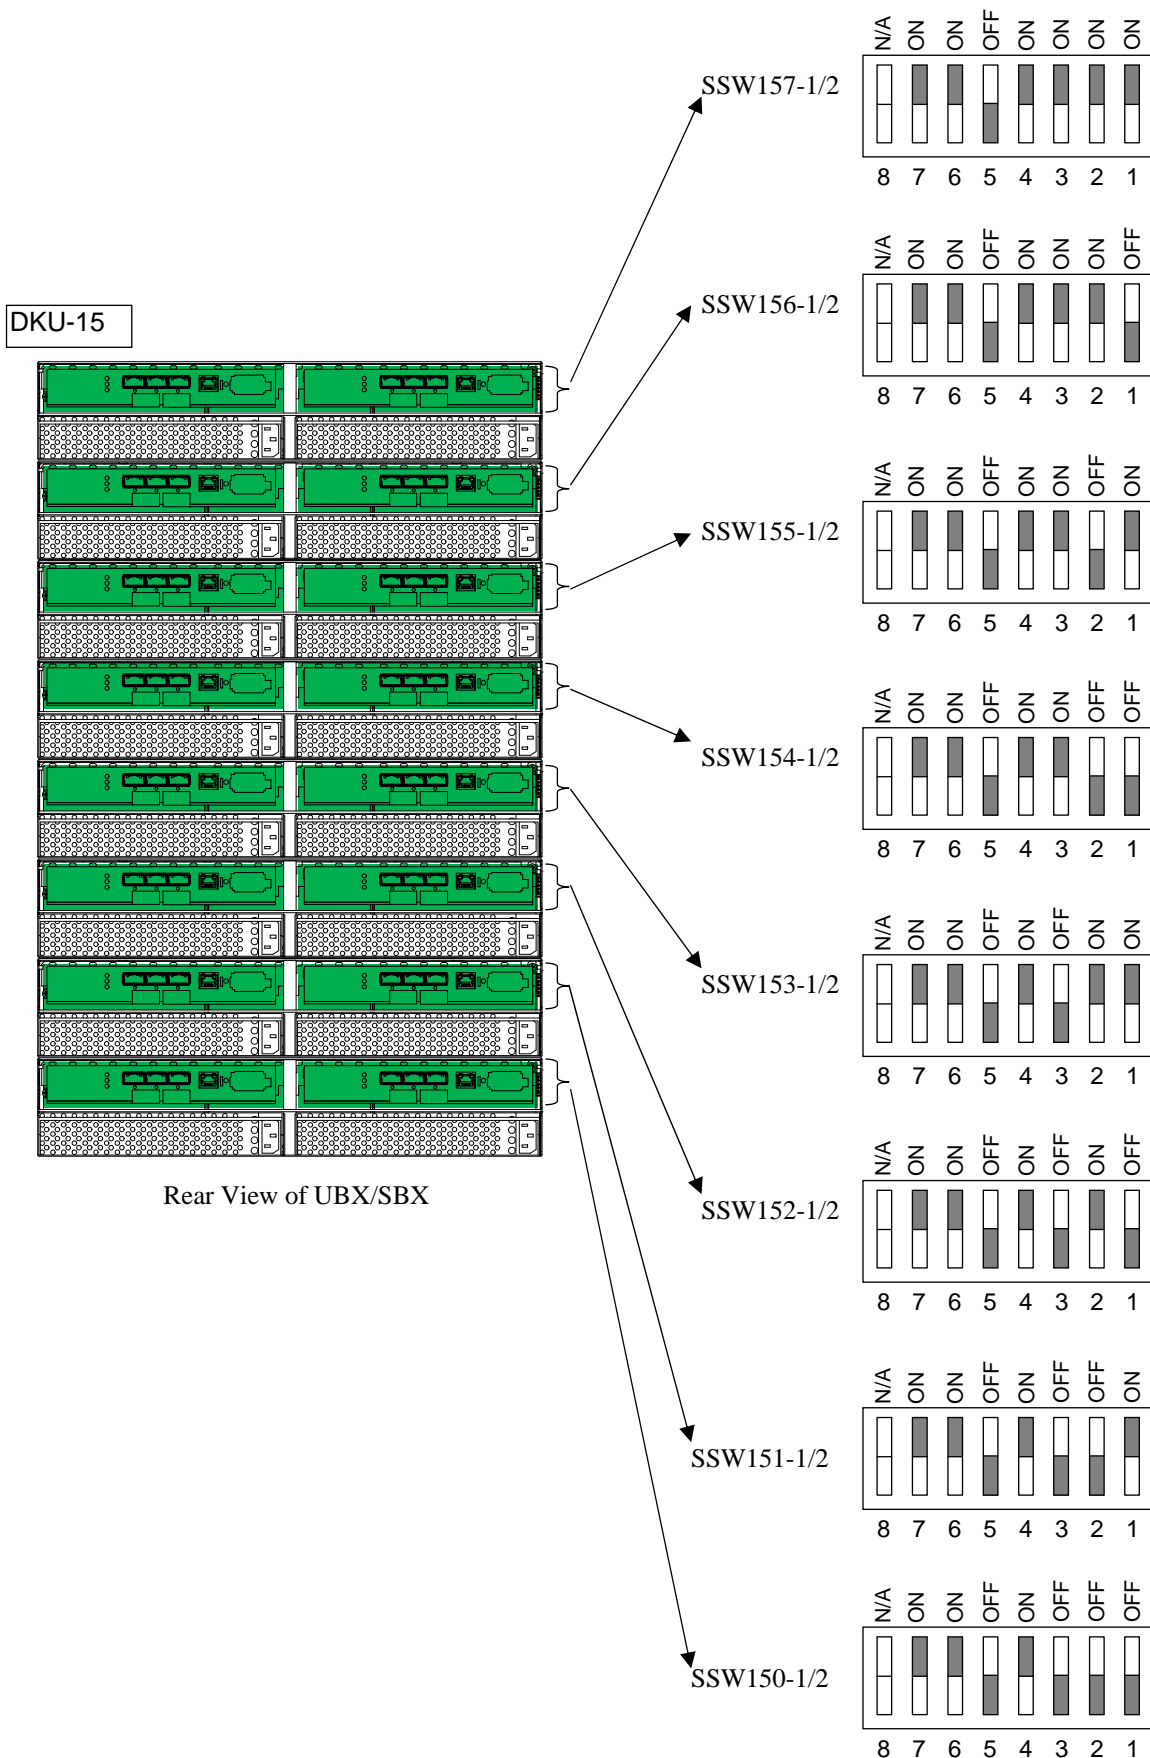 N/A ON ON OFF ON ON ON ON
SSW157-1/2
8 7 6 5 4 3 2 1
N/A ON ON OFF ON ON ON OFF
SSW156-1/2
8 7 6 5 4 3 2 1
DKU-15
N/A ON ON OFF ON ON OFF ON
SSW155-1/2
8 7 6 5 4 3 2 1
N/A ON ON OFF ON ON OFF OFF
SSW154-1/2
8 7 6 5 4 3 2 1
N/A ON ON OFF ON OFF ON ON
SSW153-1/2
8 7 6 5 4 3 2 1
N/A ON ON OFF ON OFF ON OFF
Rear View of UBX/SBX
SSW152-1/2
8 7 6 5 4 3 2 1
N/A ON ON OFF ON OFF OFF ON
SSW151-1/2
8 7 6 5 4 3 2 1
N/A ON ON OFF ON OFF OFF OFF
SSW150-1/2
8 7 6 5 4 3 2 1